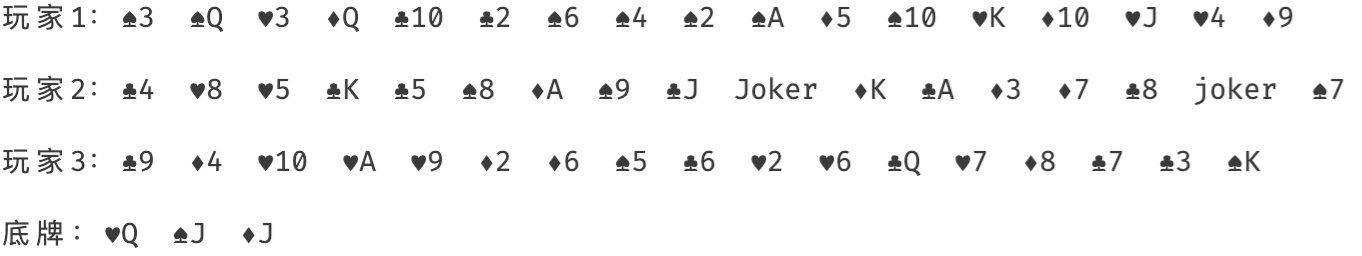 玩家1: ♠3 ♠Q ♥3 ♦Q ♣10 ♣2 ♠6 ♠4 ♠2 ♠A ♦5 ♠10 ♥K ♦10 ♥J ♥4 ♦9
玩家2: ♣4 ♥8 ♥5 ♣K ♣5 ♠8 ♦A ♠9 ♣J Joker ♦K ♣A ♦3 ♦7 ♣8 joker ♠7
玩家3: ♣9 ♦4 ♥10 ♥A ♥9 ♦2 ♦6 ♠5 ♣6 ♥2 ♥6 ♣Q ♥7 ♦8 ♣7 ♣3 ♠K
底牌: ♥Q ♠J ♦J